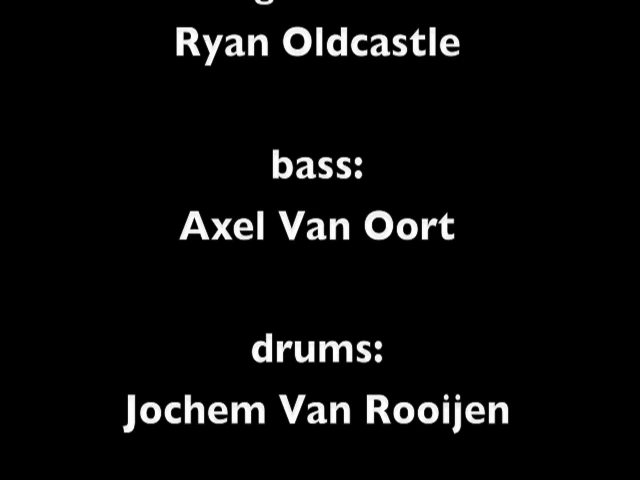 Ryan Oldcastle
bass:
Axel Van Oort
drums:
Jochem Van Rooijen